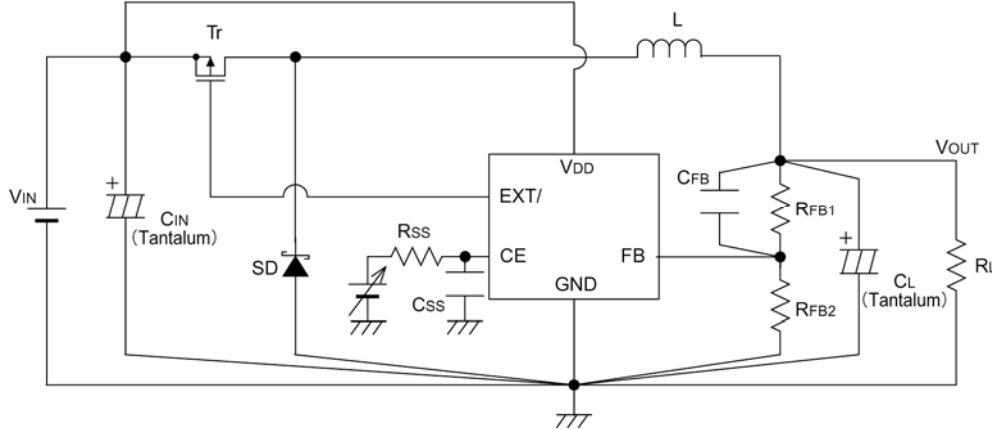 Tr
L
VIN
+
CIN
(Tantalum)
SD
RSS
CSS
VDD
EXT/
CE
FB
GND
CFB
RFB1
RFB2
VOUT
+
CL
(Tantalum)
RL